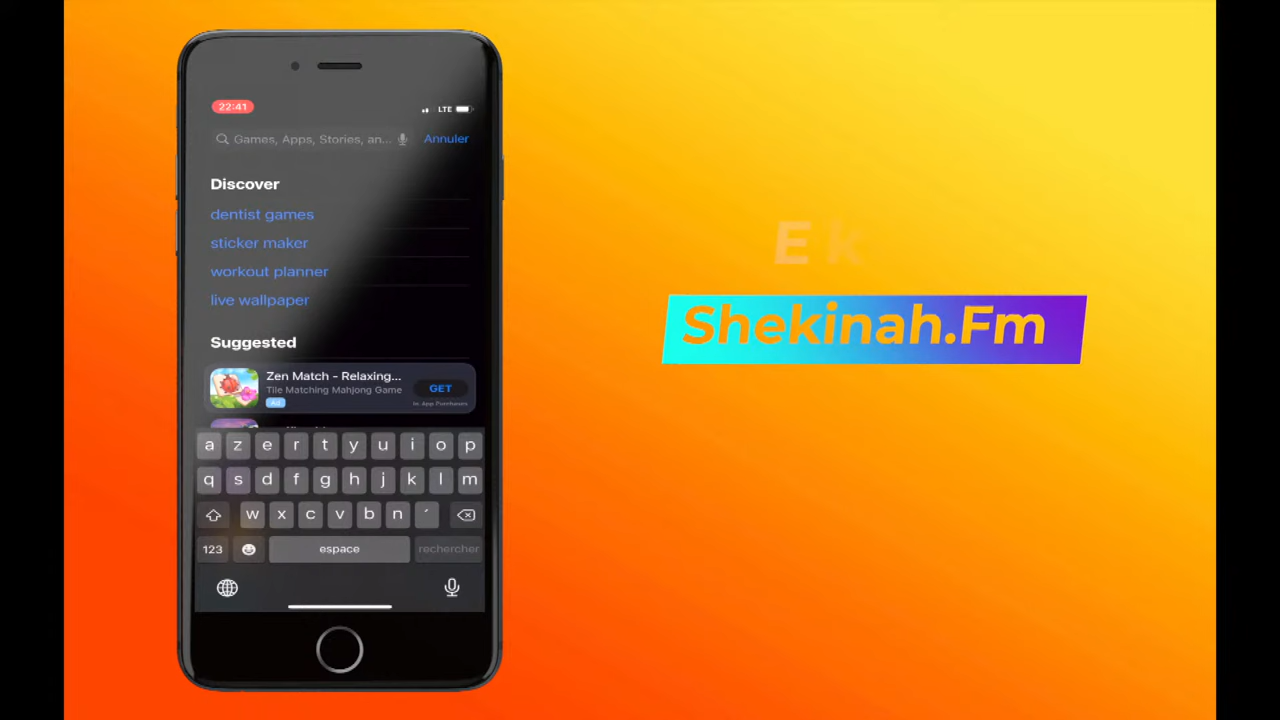 22:41
LTE
Games, Apps, Stories, an...
Annuler
Discover
dentist games
sticker maker
workout planner
live wallpaper
Suggested
Zen Match - Relaxing...
Tile Matching Mahjong Game
Ad
GET
In-App Purchases
a z e r t y u i o p
q s d f g h j k l m
w x c v b n ´
123
espace
rechercher
E k
Shekinah.Fm